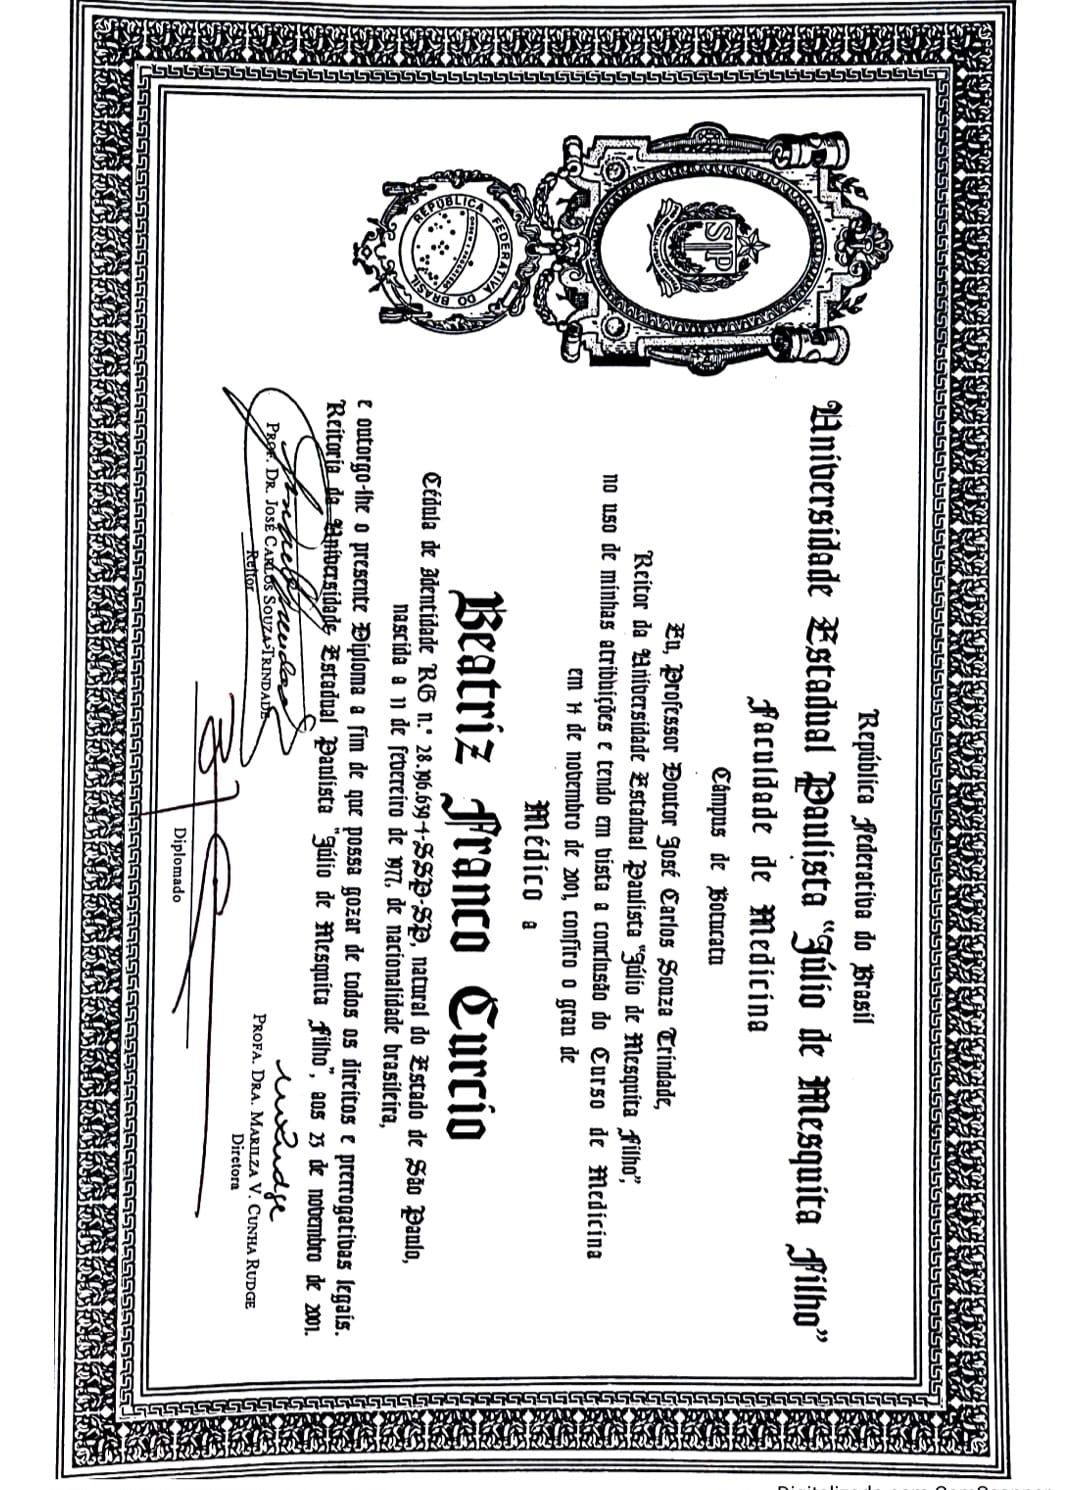 República Federativa do Brasil
Universidade Estadual Paulista “Júlio de Mesquita Filho”
Faculdade de Medicina
Câmpus de Botucatu
Eu, Professor Doutor José Carlos Souza Trindade,
Reitor da Universidade Estadual Paulista “Júlio de Mesquita Filho”,
no uso de minhas atribuições e tendo em vista a conclusão do Curso de Medicina
em 14 de novembro de 2001, confiro o grau de
Médico a
Beatriz Franco Curcio
Cédula de Identidade RG n.º 28.196.659-4-SSP-SP, natural do Estado de São Paulo,
nascida a 11 de fevereiro de 1977, de nacionalidade brasileira,
e outorgo-lhe o presente Diploma a fim de que possa gozar de todos os direitos e prerrogativas legais.
Reitoria da Universidade Estadual Paulista “Júlio de Mesquita Filho”, aos 23 de novembro de 2001.
PROF. DR. JOSÉ CARLOS SOUZA TRINDADE
Reitor
PROFA. DRA. MARILZA V. CUNHA RUDGE
Diretora
Diplomado
REPÚBLICA FEDERATIVA DO BRASIL
SP